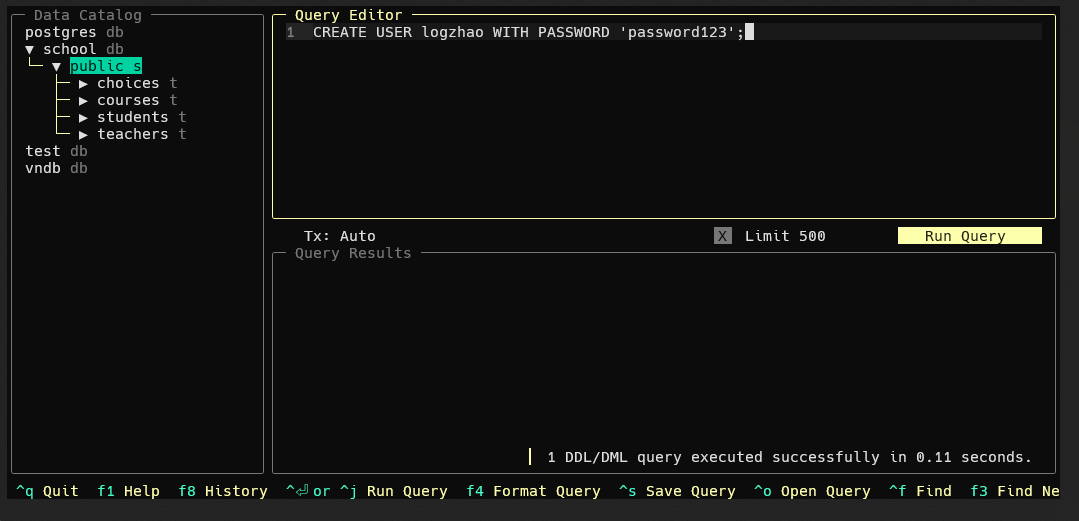 Data Catalog
postgres db
▼ school db
▼ public s
▶ choices t
▶ courses t
▶ students t
▶ teachers t
test db
vndb db
Query Editor
1 CREATE USER logzhao WITH PASSWORD 'password123';
Tx: Auto X Limit 500 Run Query
Query Results
1 DDL/DML query executed successfully in 0.11 seconds.
^q Quit f1 Help f8 History ^⏎ or ^j Run Query f4 Format Query ^s Save Query ^o Open Query ^f Find f3 Find Ne